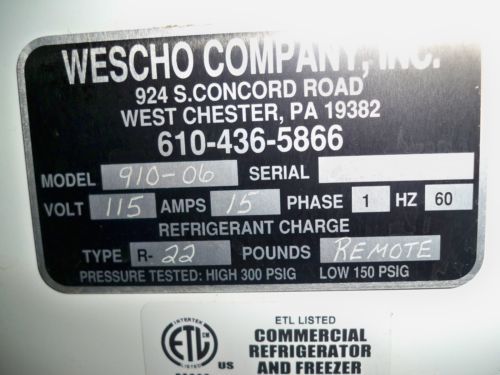 WESCHO COMPANY, INC.
924 S.CONCORD ROAD
WEST CHESTER, PA 19382
610-436-5866
MODEL 910-06 SERIAL
VOLT 115 AMPS 15 PHASE 1 HZ 60
REFRIGERANT CHARGE
TYPE R-22 POUNDS REMOTE
PRESSURE TESTED: HIGH 300 PSIG LOW 150 PSIG
INTERTEK
ETL US
LISTED
ETL LISTED
COMMERCIAL
REFRIGERATOR
AND FREEZER